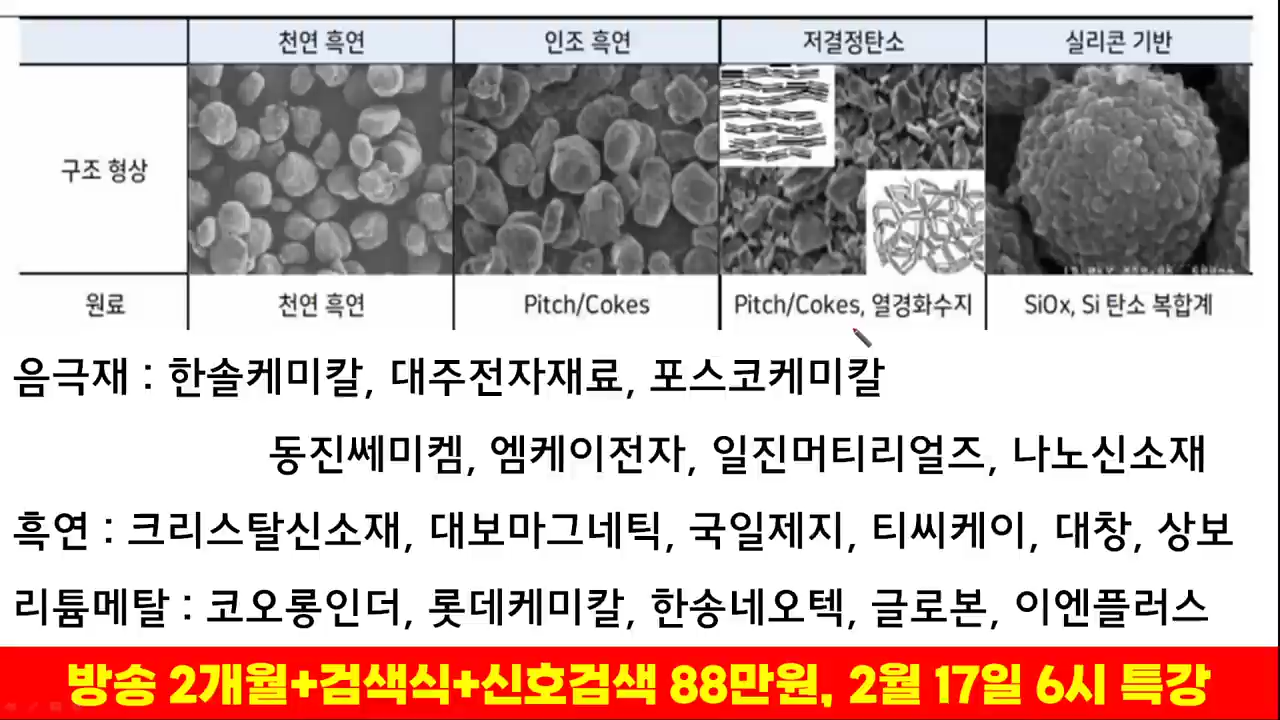 천연 흑연 인조 흑연 저결정탄소 실리콘 기반
구조 형상
원료 천연 흑연 Pitch/Cokes Pitch/Cokes, 열경화수지 SiOx, Si 탄소 복합계
음극재 : 한솔케미칼, 대주전자재료, 포스코케미칼
동진쎄미켐, 엠케이전자, 일진머티리얼즈, 나노신소재
흑연 : 크리스탈신소재, 대보마그네틱, 국일제지, 티씨케이, 대창, 상보
리튬메탈 : 코오롱인더, 롯데케미칼, 한송네오텍, 글로본, 이엔플러스
방송 2개월+검색식+신호검색 88만원, 2월 17일 6시 특강